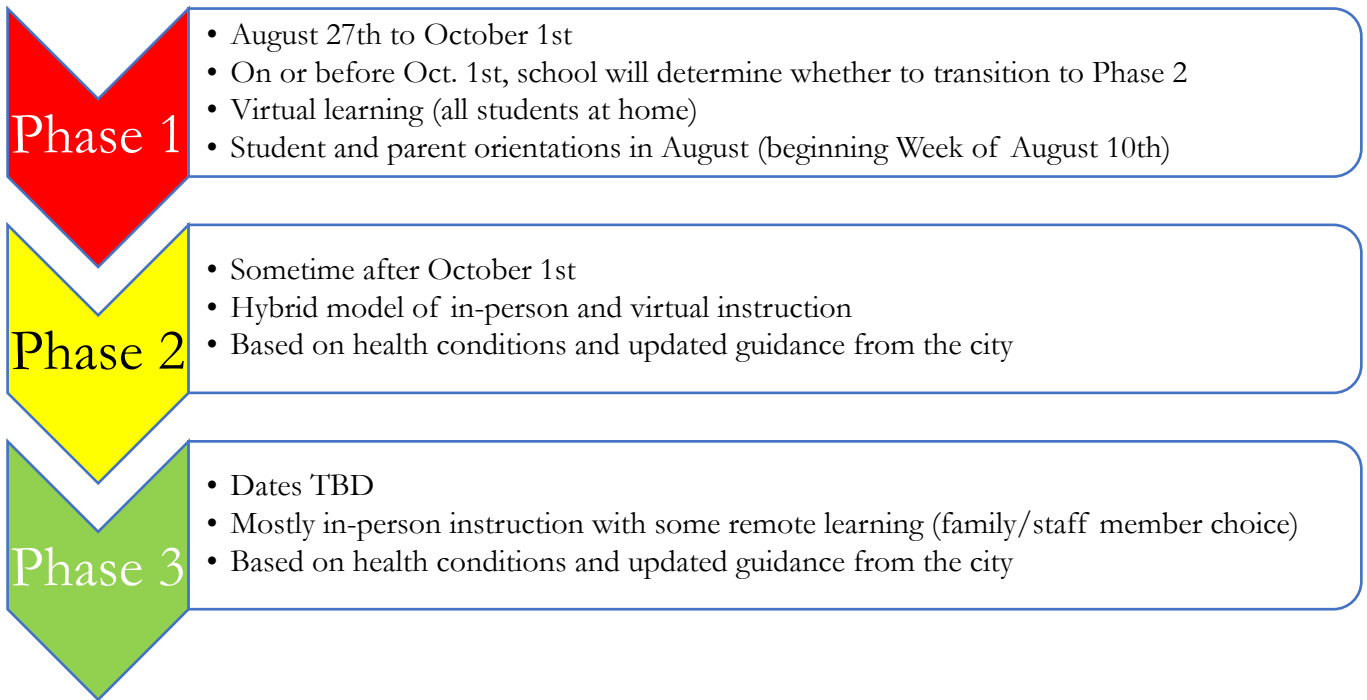 Phase 1
• August 27th to October 1st
• On or before Oct. 1st, school will determine whether to transition to Phase 2
• Virtual learning (all students at home)
• Student and parent orientations in August (beginning Week of August 10th)
Phase 2
• Sometime after October 1st
• Hybrid model of in-person and virtual instruction
• Based on health conditions and updated guidance from the city
Phase 3
• Dates TBD
• Mostly in-person instruction with some remote learning (family/staff member choice)
• Based on health conditions and updated guidance from the city